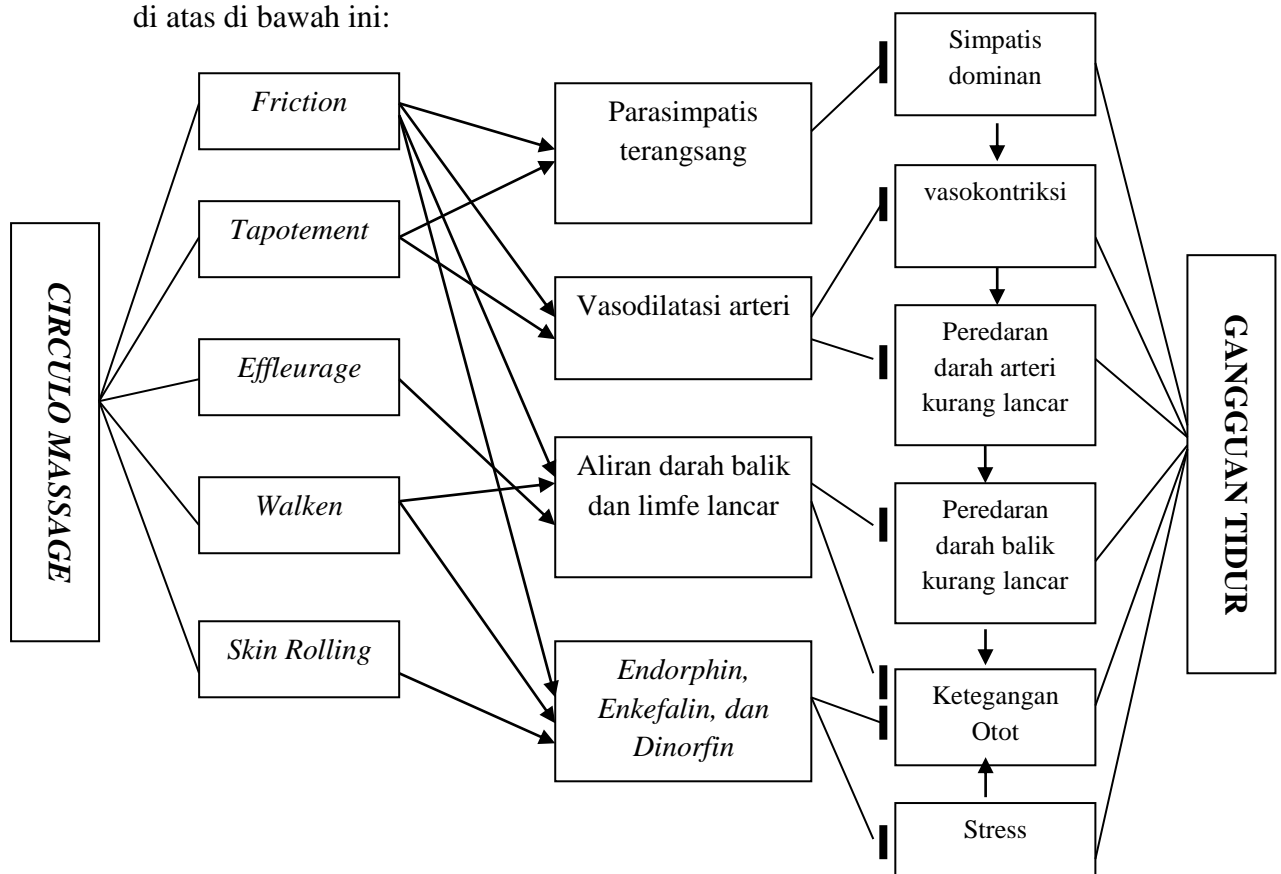 di atas di bawah ini:
CIRCULO MASSAGE
Friction
Tapotement
Effleurage
Walken
Skin Rolling
Parasimpatis
terangsang
Vasodilatasi arteri
Aliran darah balik
dan limfe lancar
Endorphin,
Enkefalin, dan
Dinorfin
Simpatis
dominan
vasokontriksi
Peredaran
darah arteri
kurang lancar
Peredaran
darah balik
kurang lancar
Ketegangan
Otot
Stress
GANGGUAN TIDUR